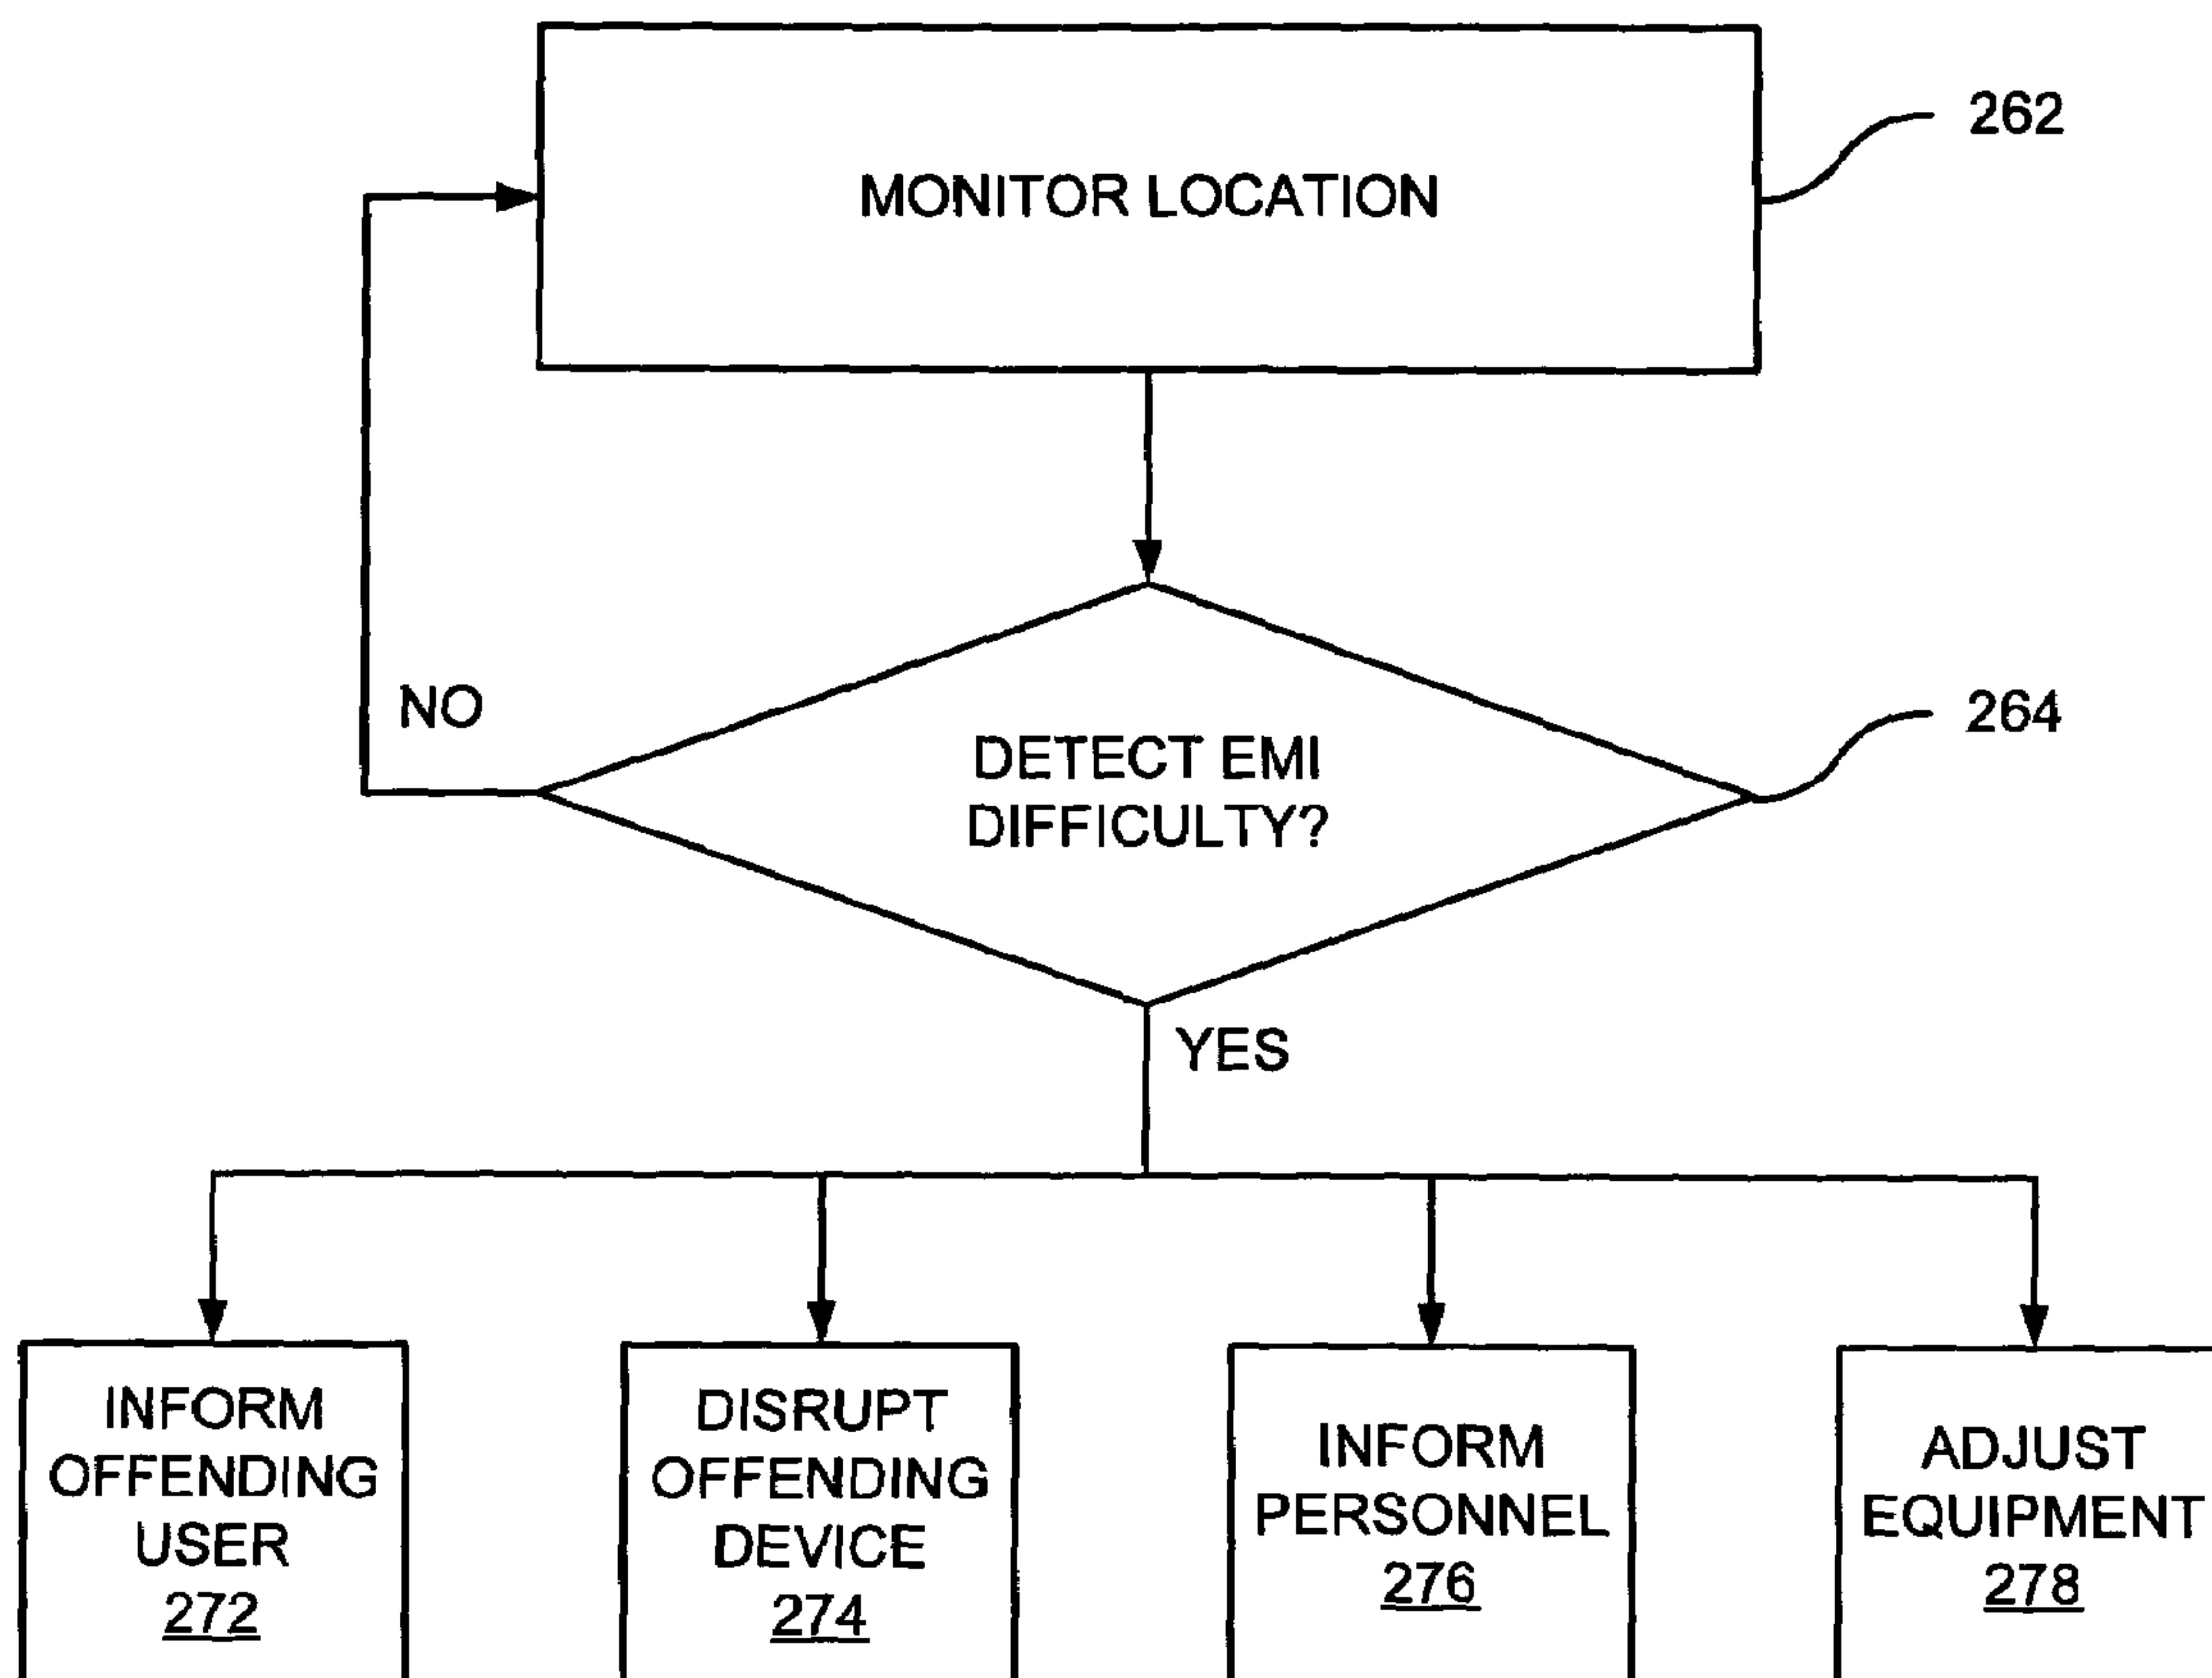 MONITOR LOCATION
262
NO
DETECT EMI
DIFFICULTY?
264
YES
INFORM
OFFENDING
USER
272
DISRUPT
OFFENDING
DEVICE
274
INFORM
PERSONNEL
276
ADJUST
EQUIPMENT
278